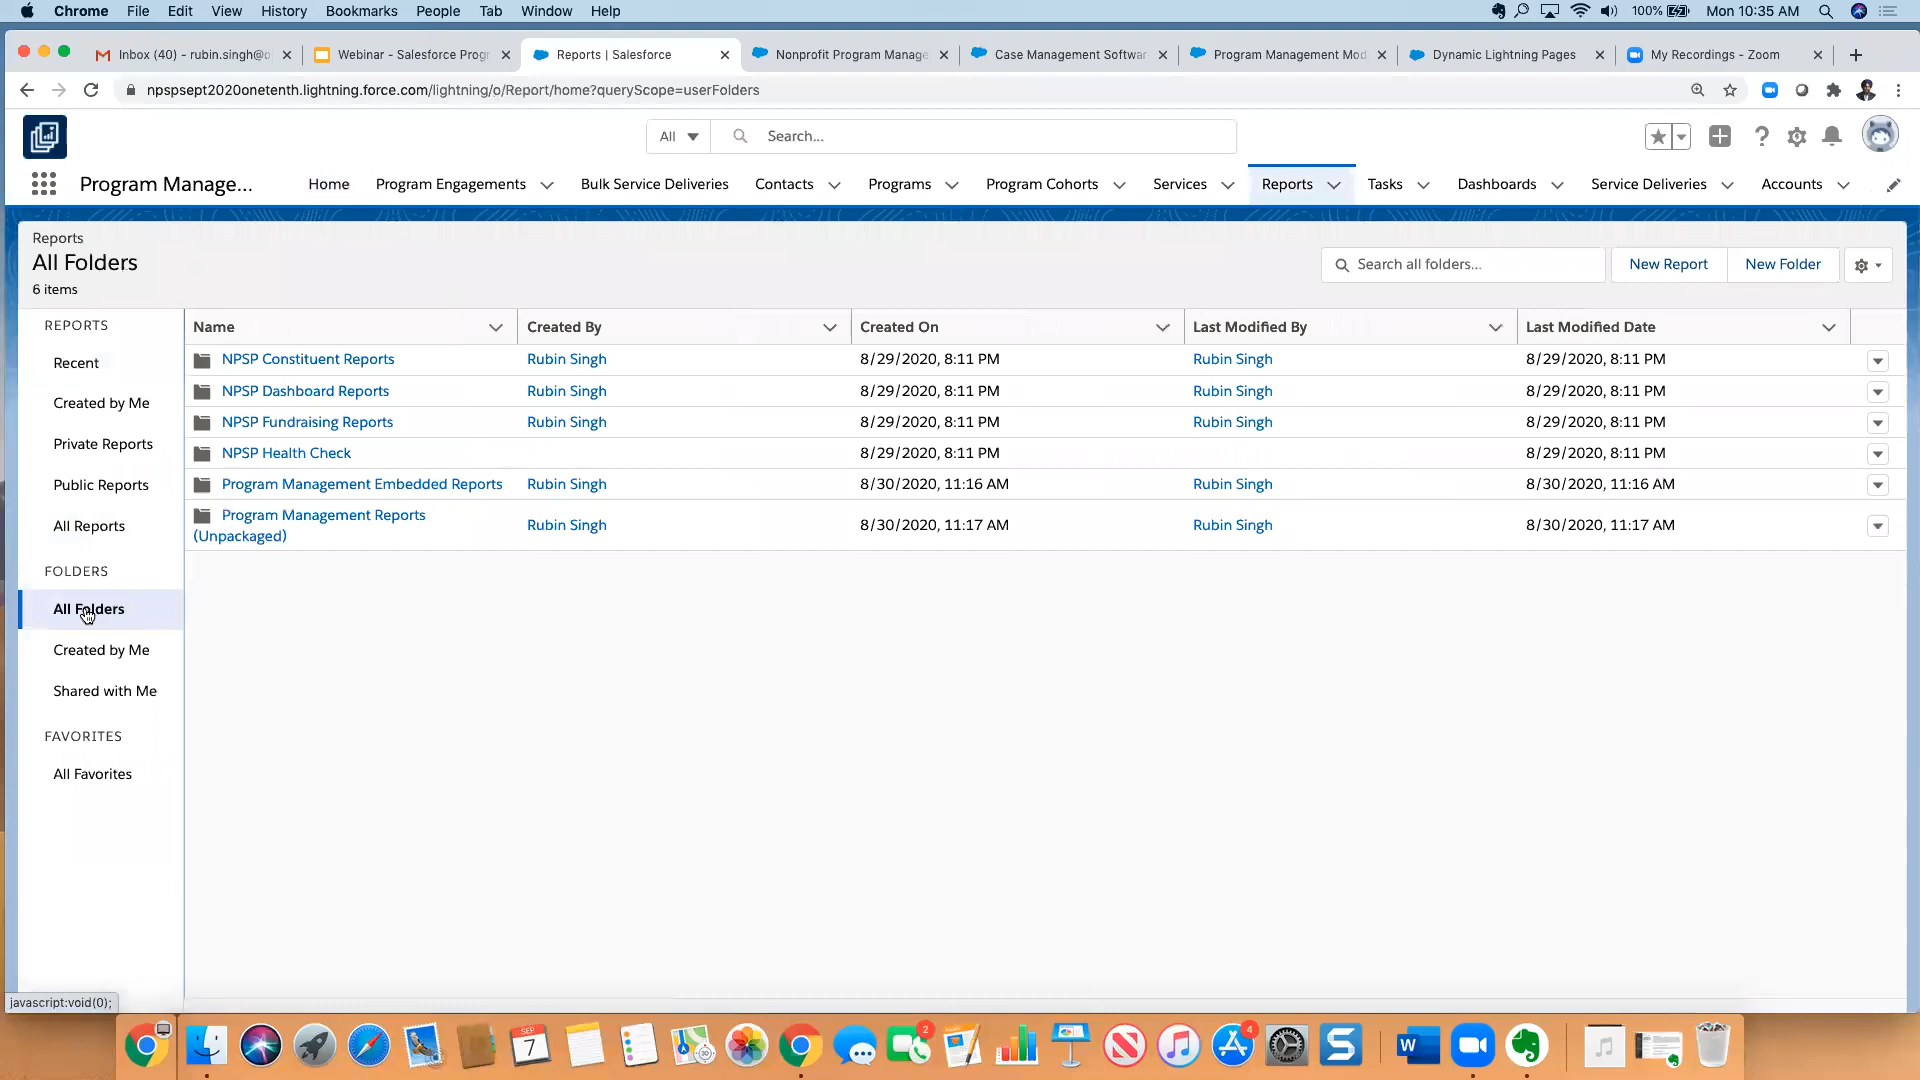 Chrome File Edit View History Bookmarks People Tab Window Help 100% Mon 10:35 AM
Inbox (40) - rubin.singh@o Webinar - Salesforce Progr Reports | Salesforce Nonprofit Program Manage Case Management Softwar Program Management Mod Dynamic Lightning Pages My Recordings - Zoom
npspsept2020onetenth.lightning.force.com/lightning/o/Report/home?queryScope=userFolders
All Search...
Program Manage... Home Program Engagements Bulk Service Deliveries Contacts Programs Program Cohorts Services Reports Tasks Dashboards Service Deliveries Accounts
Reports
All Folders
6 items
Search all folders... New Report New Folder
REPORTS
Recent
Created by Me
Private Reports
Public Reports
All Reports
FOLDERS
All Folders
Created by Me
Shared with Me
FAVORITES
All Favorites
Name Created By Created On Last Modified By Last Modified Date
NPSP Constituent Reports Rubin Singh 8/29/2020, 8:11 PM Rubin Singh 8/29/2020, 8:11 PM
NPSP Dashboard Reports Rubin Singh 8/29/2020, 8:11 PM Rubin Singh 8/29/2020, 8:11 PM
NPSP Fundraising Reports Rubin Singh 8/29/2020, 8:11 PM Rubin Singh 8/29/2020, 8:11 PM
NPSP Health Check 8/29/2020, 8:11 PM 8/29/2020, 8:11 PM
Program Management Embedded Reports Rubin Singh 8/30/2020, 11:16 AM Rubin Singh 8/30/2020, 11:16 AM
Program Management Reports
(Unpackaged) Rubin Singh 8/30/2020, 11:17 AM Rubin Singh 8/30/2020, 11:17 AM
javascript:void(0);
SEP
7
2
4
W
S